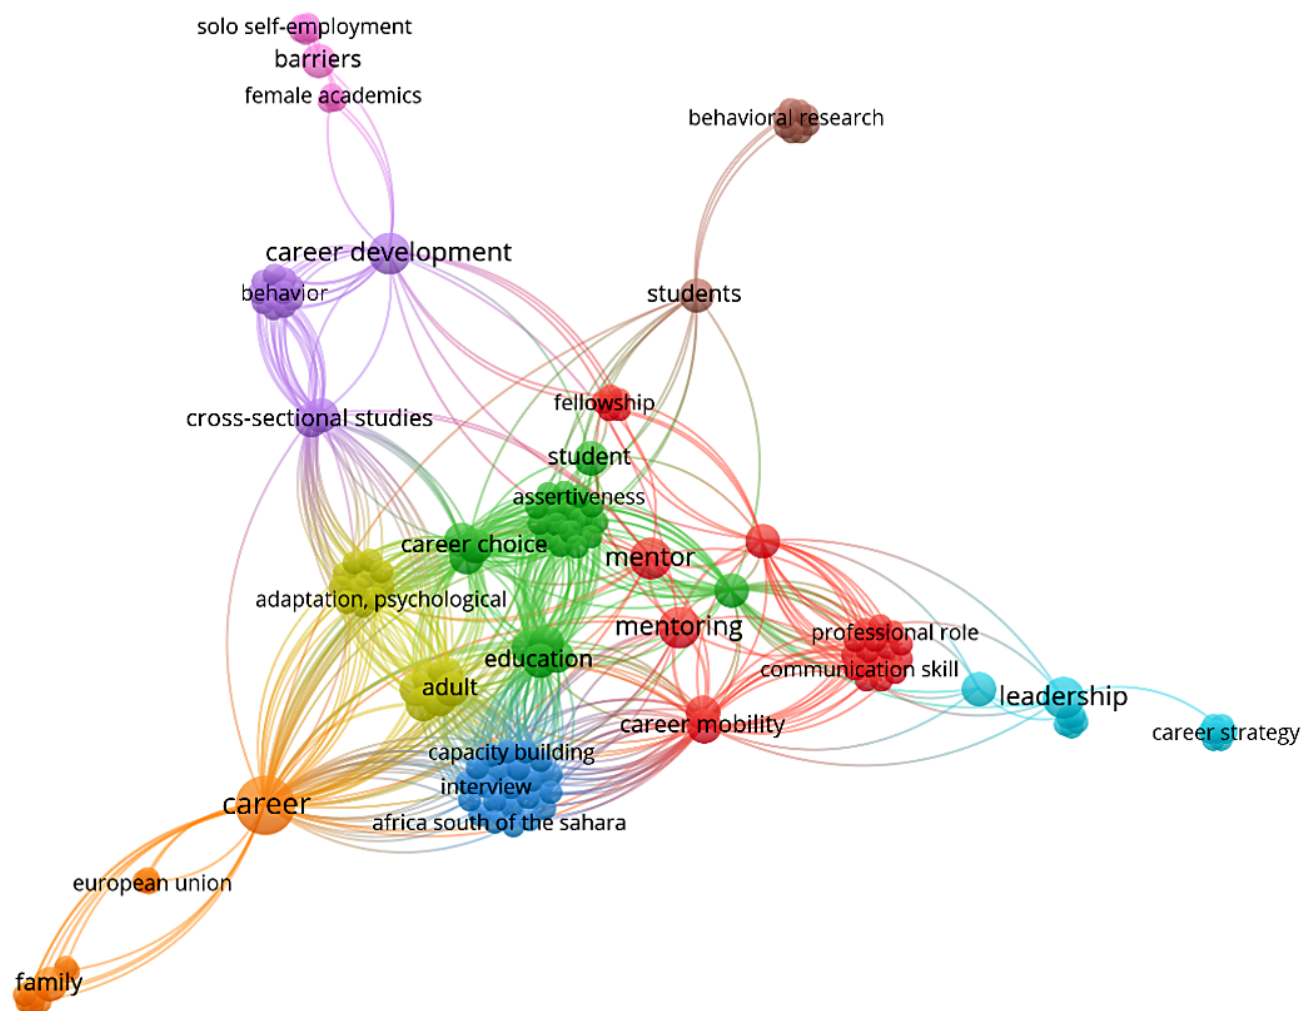 solo self-employment
barriers
female academics
behavioral research
career development
behavior
students
fellowship
cross-sectional studies
student
assertiveness
career choice
mentor
adaptation, psychological
mentoring
professional role
education
communication skill
adult
leadership
career mobility
career strategy
capacity building
interview
career
africa south of the sahara
european union
family